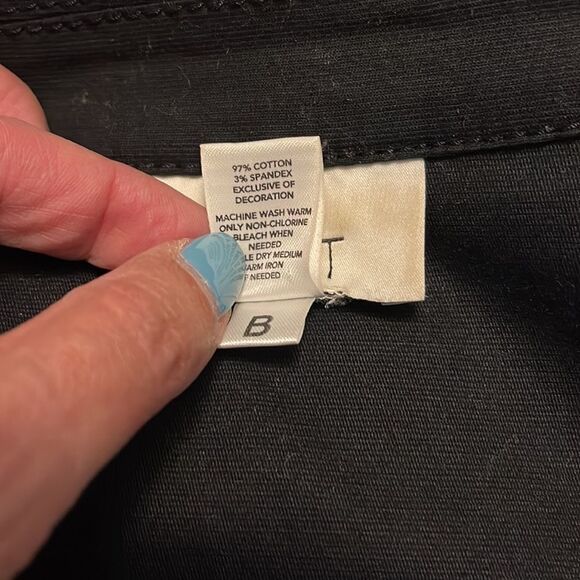 97% COTTON
3% SPANDEX
EXCLUSIVE OF
DECORATION
MACHINE WASH WARM
ONLY NON-CHLORINE
BLEACH WHEN
NEEDED
DRY MEDIUM
IRON
NEEDED
T
B